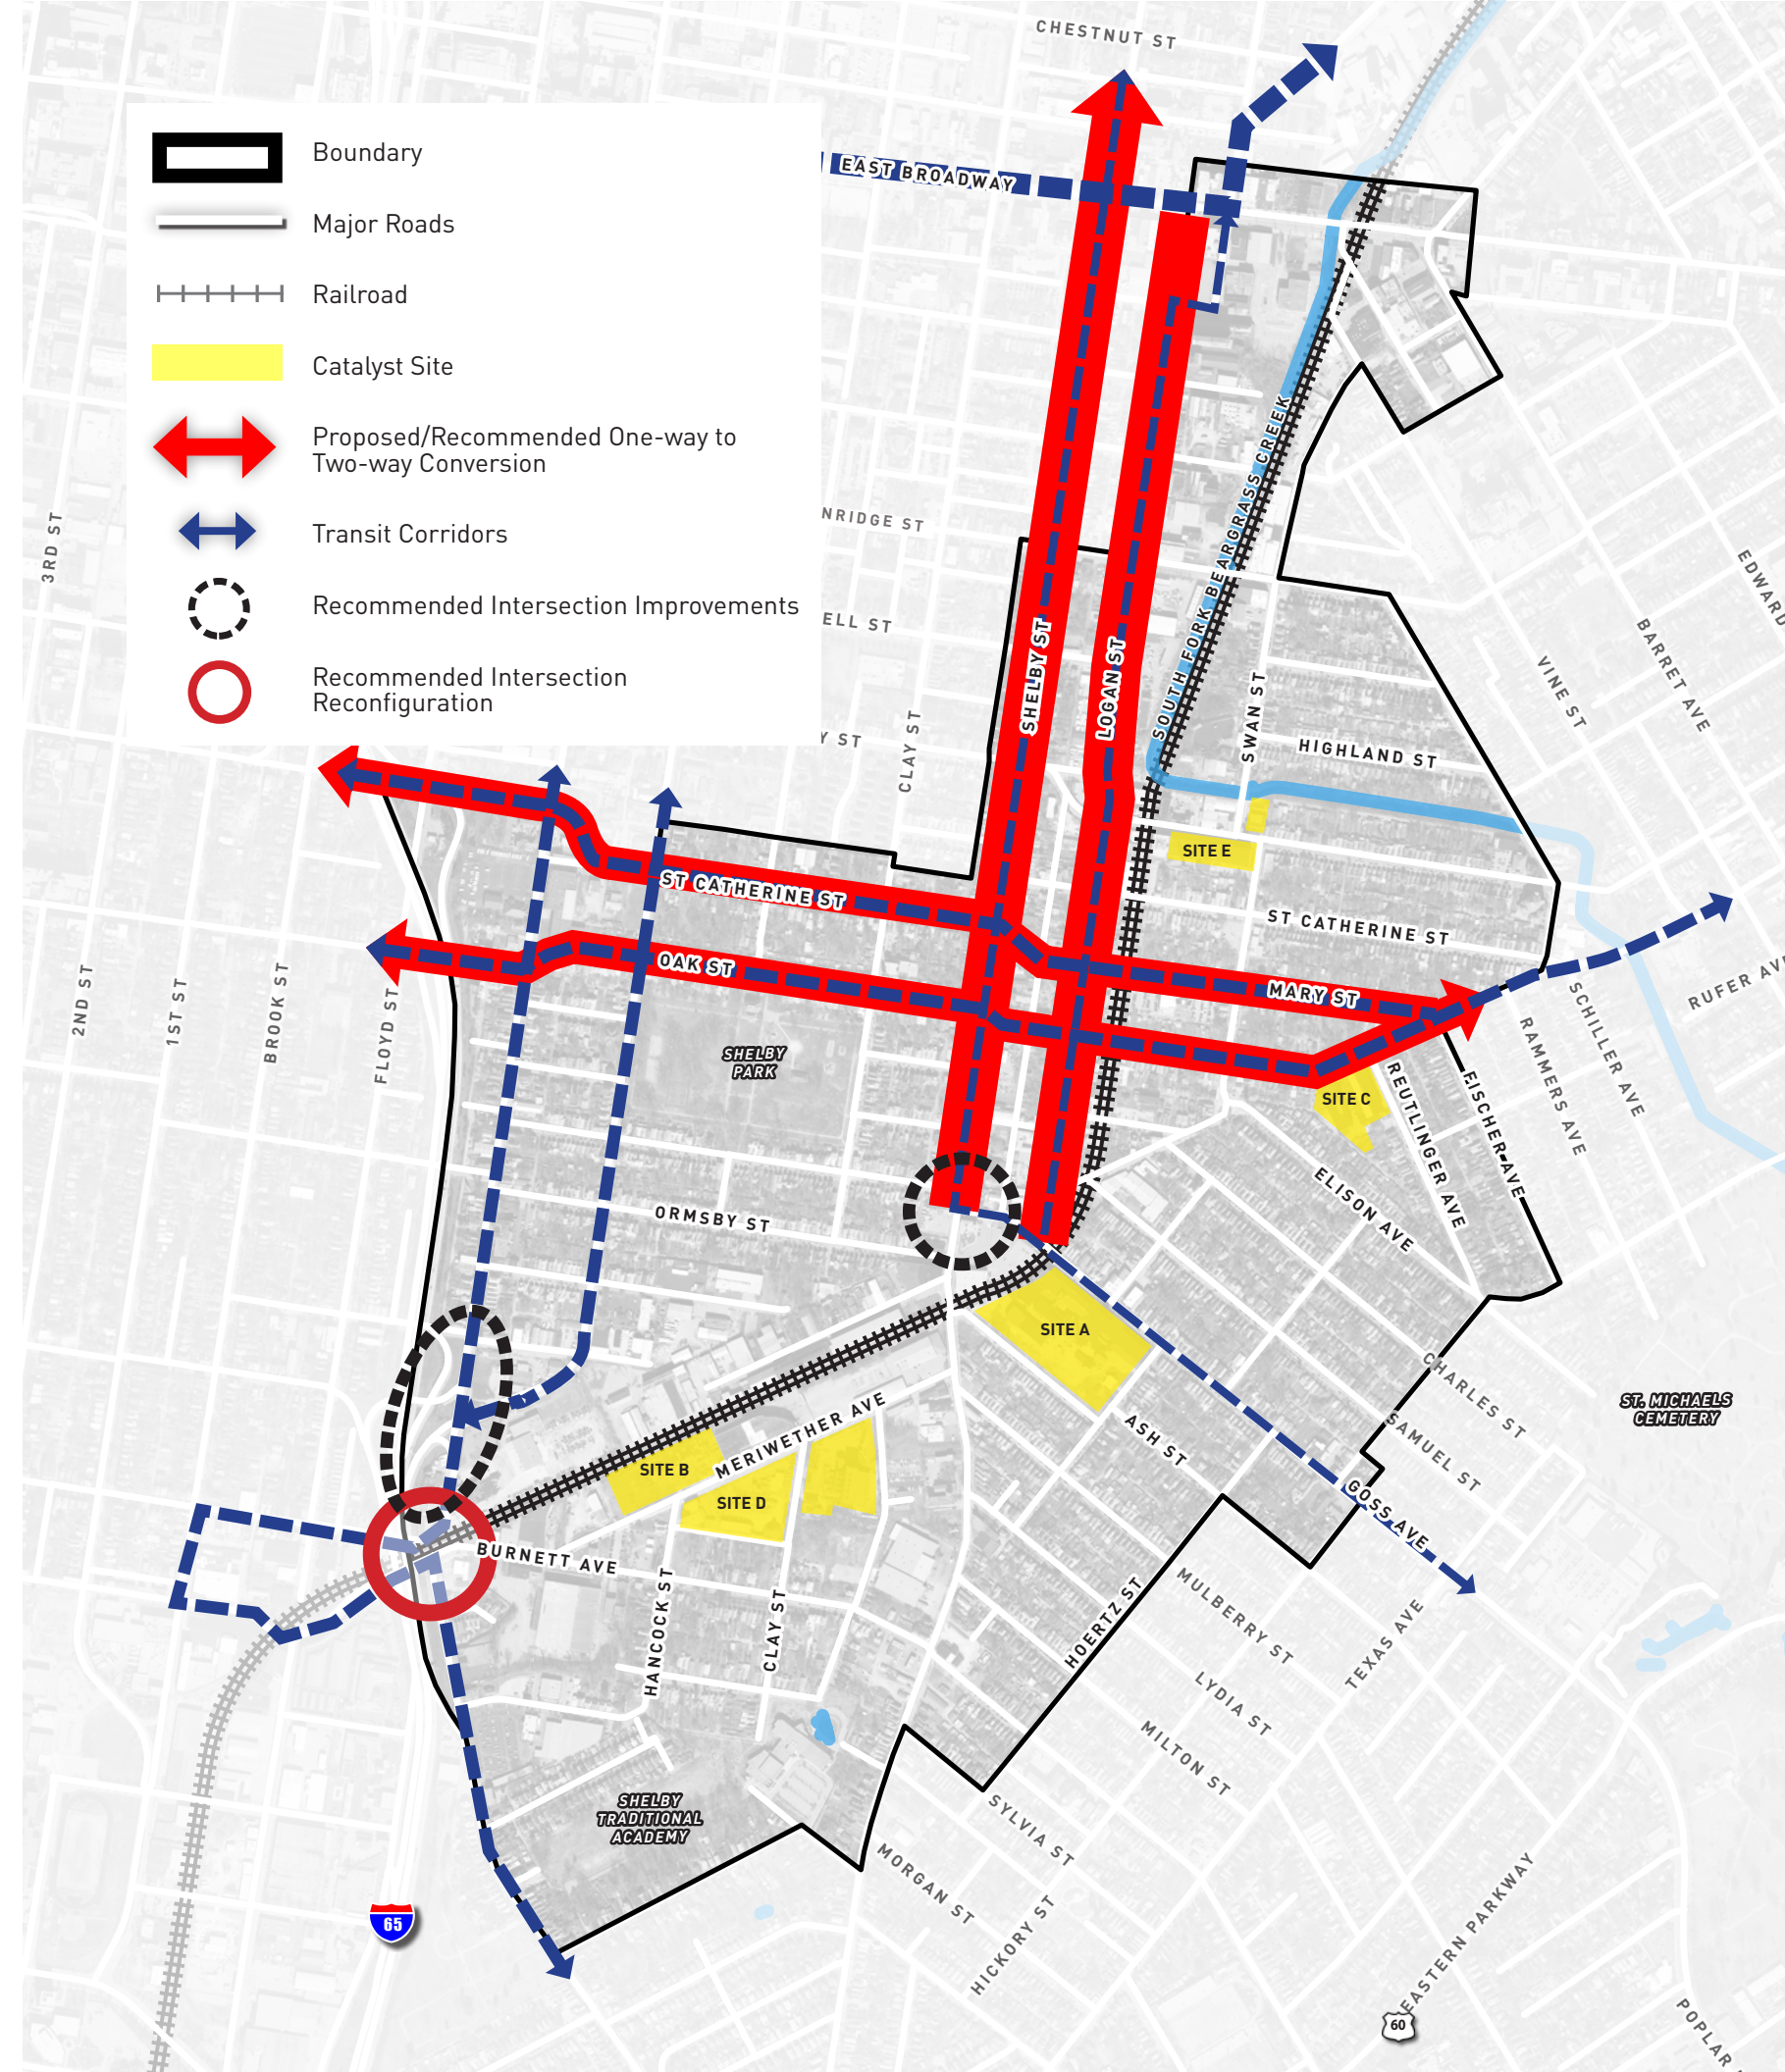 CHESTNUT ST
EAST BROADWAY
Boundary
Major Roads
Railroad
Catalyst Site
Proposed/Recommended One-way to
Two-way Conversion
Transit Corridors
Recommended Intersection Improvements
Recommended Intersection
Reconfiguration
3RD ST
NRIDGE ST
ELL ST
Y ST
CLAY ST
SHELBY ST
LOGAN ST
SOUTH FORK BEARGRASS CREEK
SWAN ST
HIGHLAND ST
VINE ST
BARRET AVE
EDWARD
SITE E
ST CATHERINE ST
ST CATHERINE ST
OAK ST
MARY ST
2ND ST
1ST ST
BROOK ST
FLOYD ST
SHELBY
PARK
SITE C
REUTLINGER AVE
FISCHER AVE
RAMMERS AVE
SCHILLER AVE
RUFER AV
ELISON AVE
ORMSBY ST
SITE A
CHARLES ST
SAMUEL ST
ST. MICHAELS
CEMETERY
ASH ST
GOSS AVE
MERIWETHER AVE
SITE B
SITE D
BURNETT AVE
HANCOCK ST
CLAY ST
HOERTZ ST
MULBERRY ST
TEXAS AVE
LYDIA ST
MILTON ST
SHELBY
TRADITIONAL
ACADEMY
SYLVIA ST
MORGAN ST
HICKORY ST
EASTERN PARKWAY
65
60
POPLAR